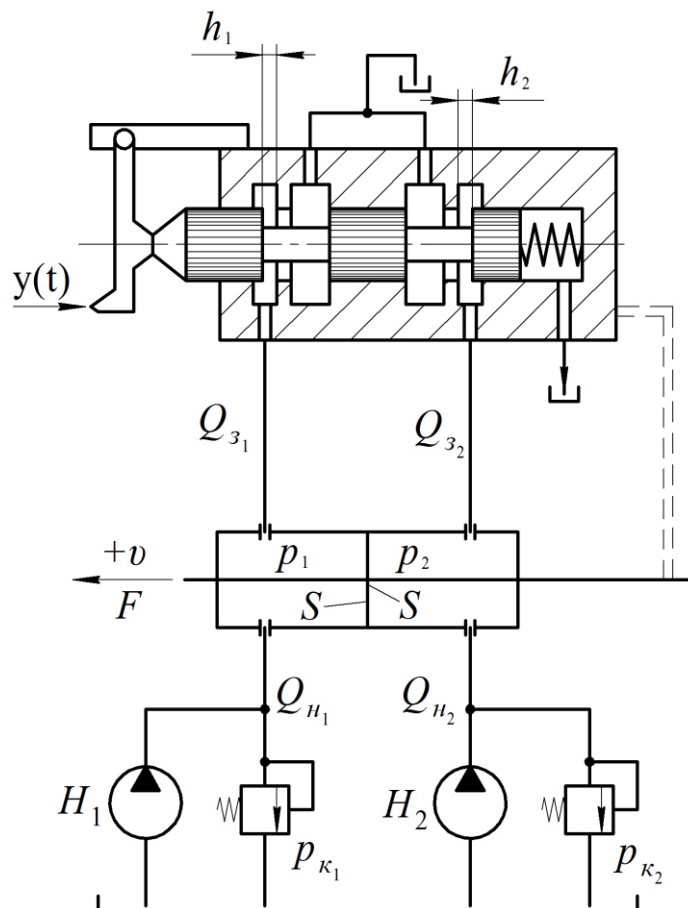 h₁
h₂
y(t)
Qз₁
Qз₂
+υ
F
p₁
p₂
S
S
Qн₁
Qн₂
H₁
H₂
pк₁
pк₂